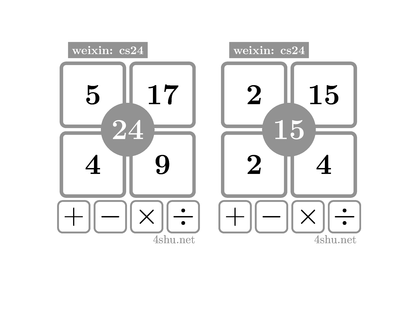 weixin: cs24 weixin: cs24
5 17 2 15
24 15
4 9 2 4
+ − × ÷ + − × ÷
4shu.net 4shu.net